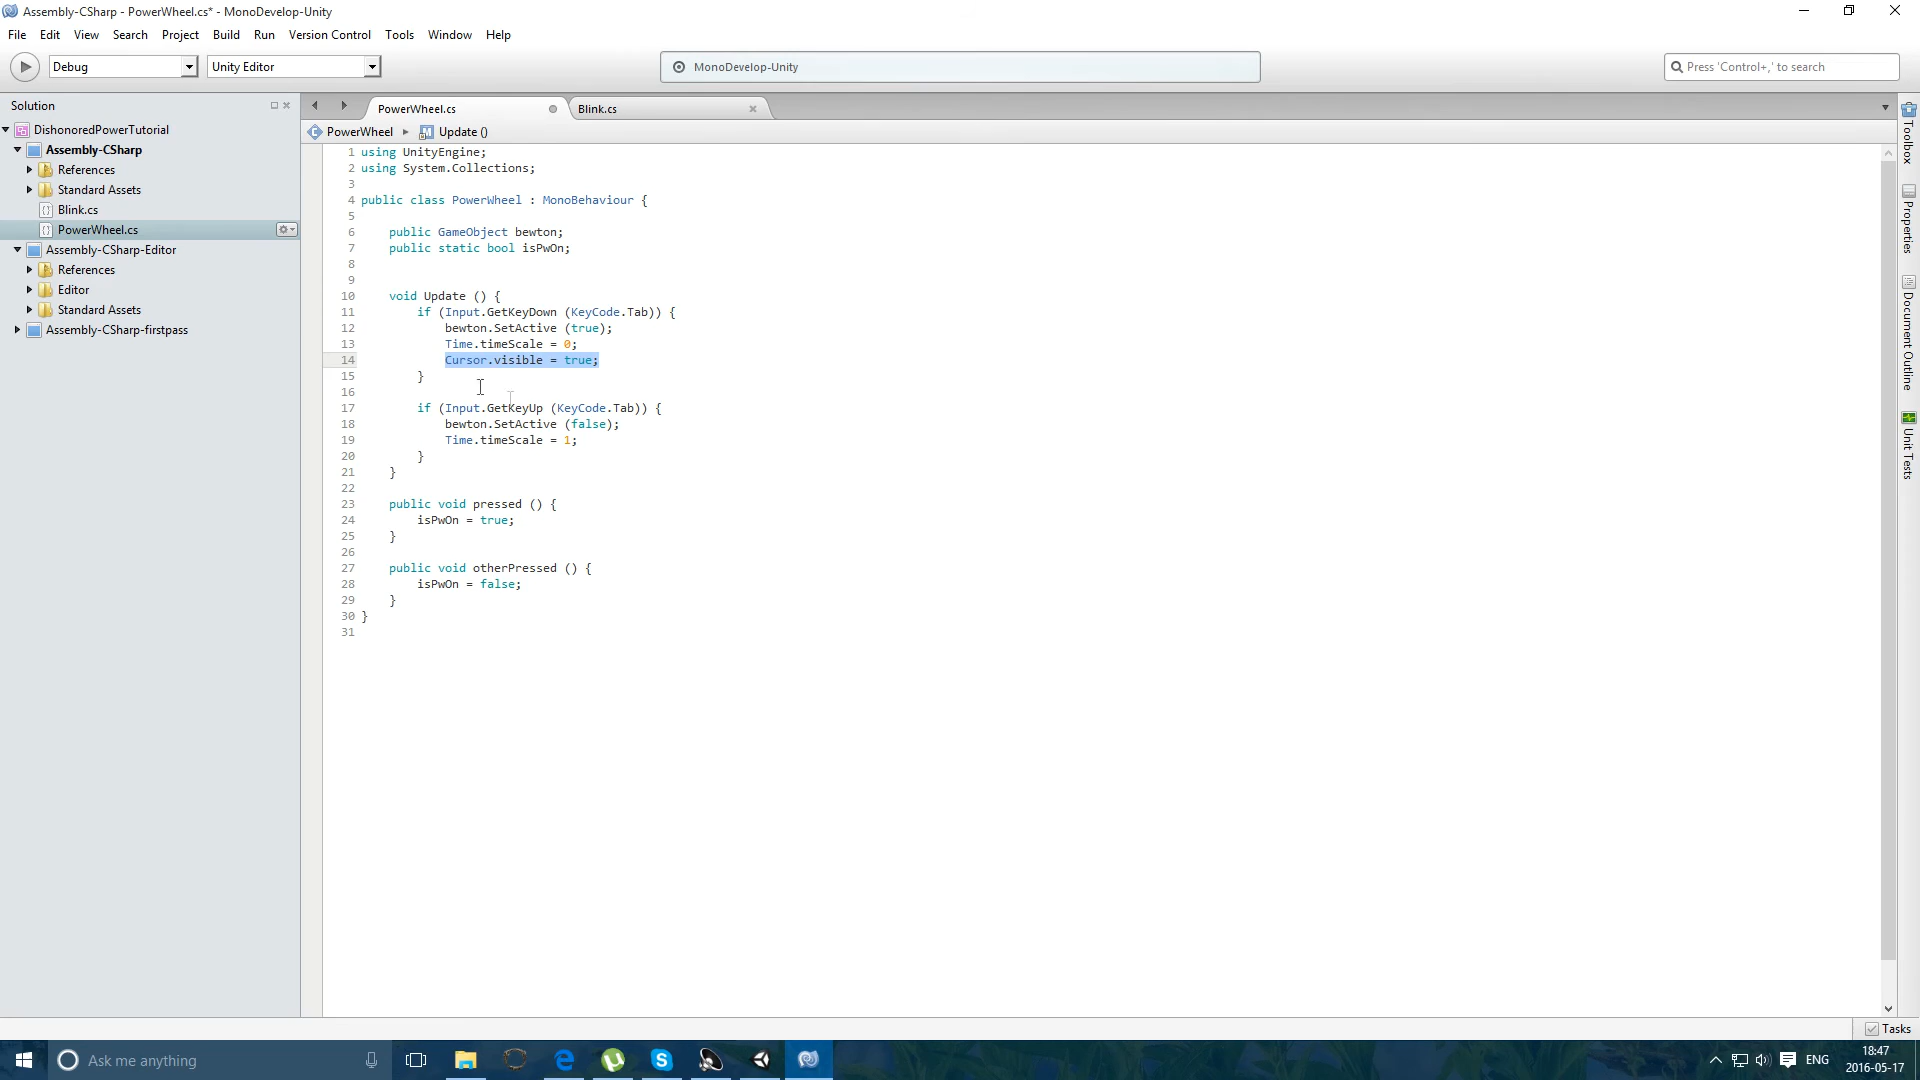 Assembly-CSharp - PowerWheel.cs* - MonoDevelop-Unity
File Edit View Search Project Build Run Version Control Tools Window Help
Debug Unity Editor MonoDevelop-Unity Press 'Control+,' to search
Solution
DishonoredPowerTutorial
Assembly-CSharp
References
Standard Assets
Blink.cs
PowerWheel.cs
Assembly-CSharp-Editor
References
Editor
Standard Assets
Assembly-CSharp-firstpass
PowerWheel.cs Blink.cs
PowerWheel Update ()
1 using UnityEngine;
2 using System.Collections;
3
4 public class PowerWheel : MonoBehaviour {
5
6 public GameObject bewton;
7 public static bool isPwOn;
8
9
10 void Update () {
11 if (Input.GetKeyDown (KeyCode.Tab)) {
12 bewton.SetActive (true);
13 Time.timeScale = 0;
14 Cursor.visible = true;
15 }
16
17 if (Input.GetKeyUp (KeyCode.Tab)) {
18 bewton.SetActive (false);
19 Time.timeScale = 1;
20 }
21 }
22
23 public void pressed () {
24 isPwOn = true;
25 }
26
27 public void otherPressed () {
28 isPwOn = false;
29 }
30 }
31
Toolbox
Properties
Document Outline
Unit Tests
Tasks
Ask me anything
ENG
18:47
2016-05-17